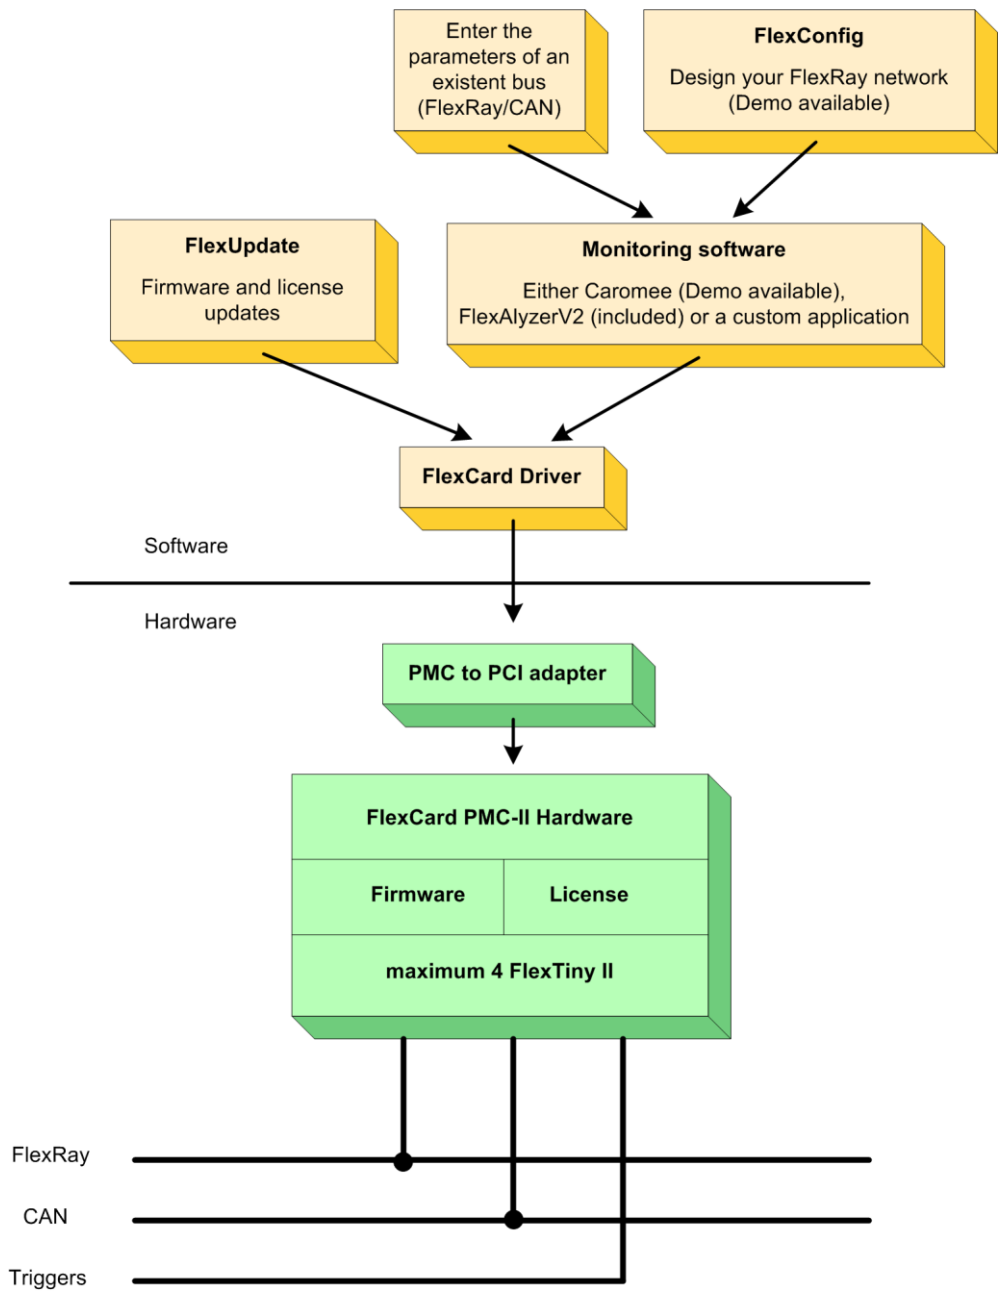 Enter the
parameters of an
existent bus
(FlexRay/CAN)
FlexConfig
Design your FlexRay network
(Demo available)
FlexUpdate
Firmware and license
updates
Monitoring software
Either Caromee (Demo available),
FlexAlyzerV2 (included) or a custom application
FlexCard Driver
Software
Hardware
PMC to PCI adapter
FlexCard PMC-II Hardware
Firmware
License
maximum 4 FlexTiny II
FlexRay
CAN
Triggers